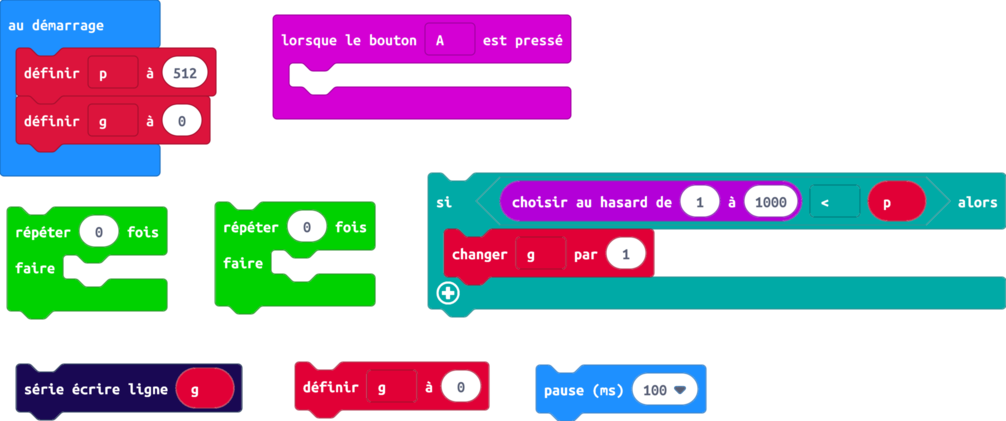 au démarrage
définir p à 512
définir g à 0
lorsque le bouton A est pressé
répéter 0 fois
faire
répéter 0 fois
faire
si choisir au hasard de 1 à 1000 < p alors
changer g par 1
série écrire ligne g
définir g à 0
pause (ms) 100